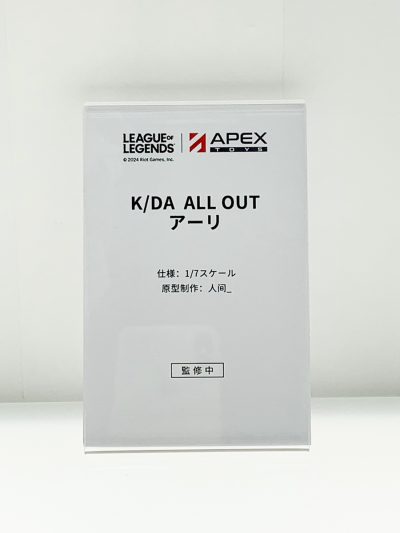 LEAGUE OF
LEGENDS
© 2024 Riot Games, Inc.
APEX
TOYS
K/DA ALL OUT
アーリ
仕様：1/7スケール
原型制作：人间_
監修中